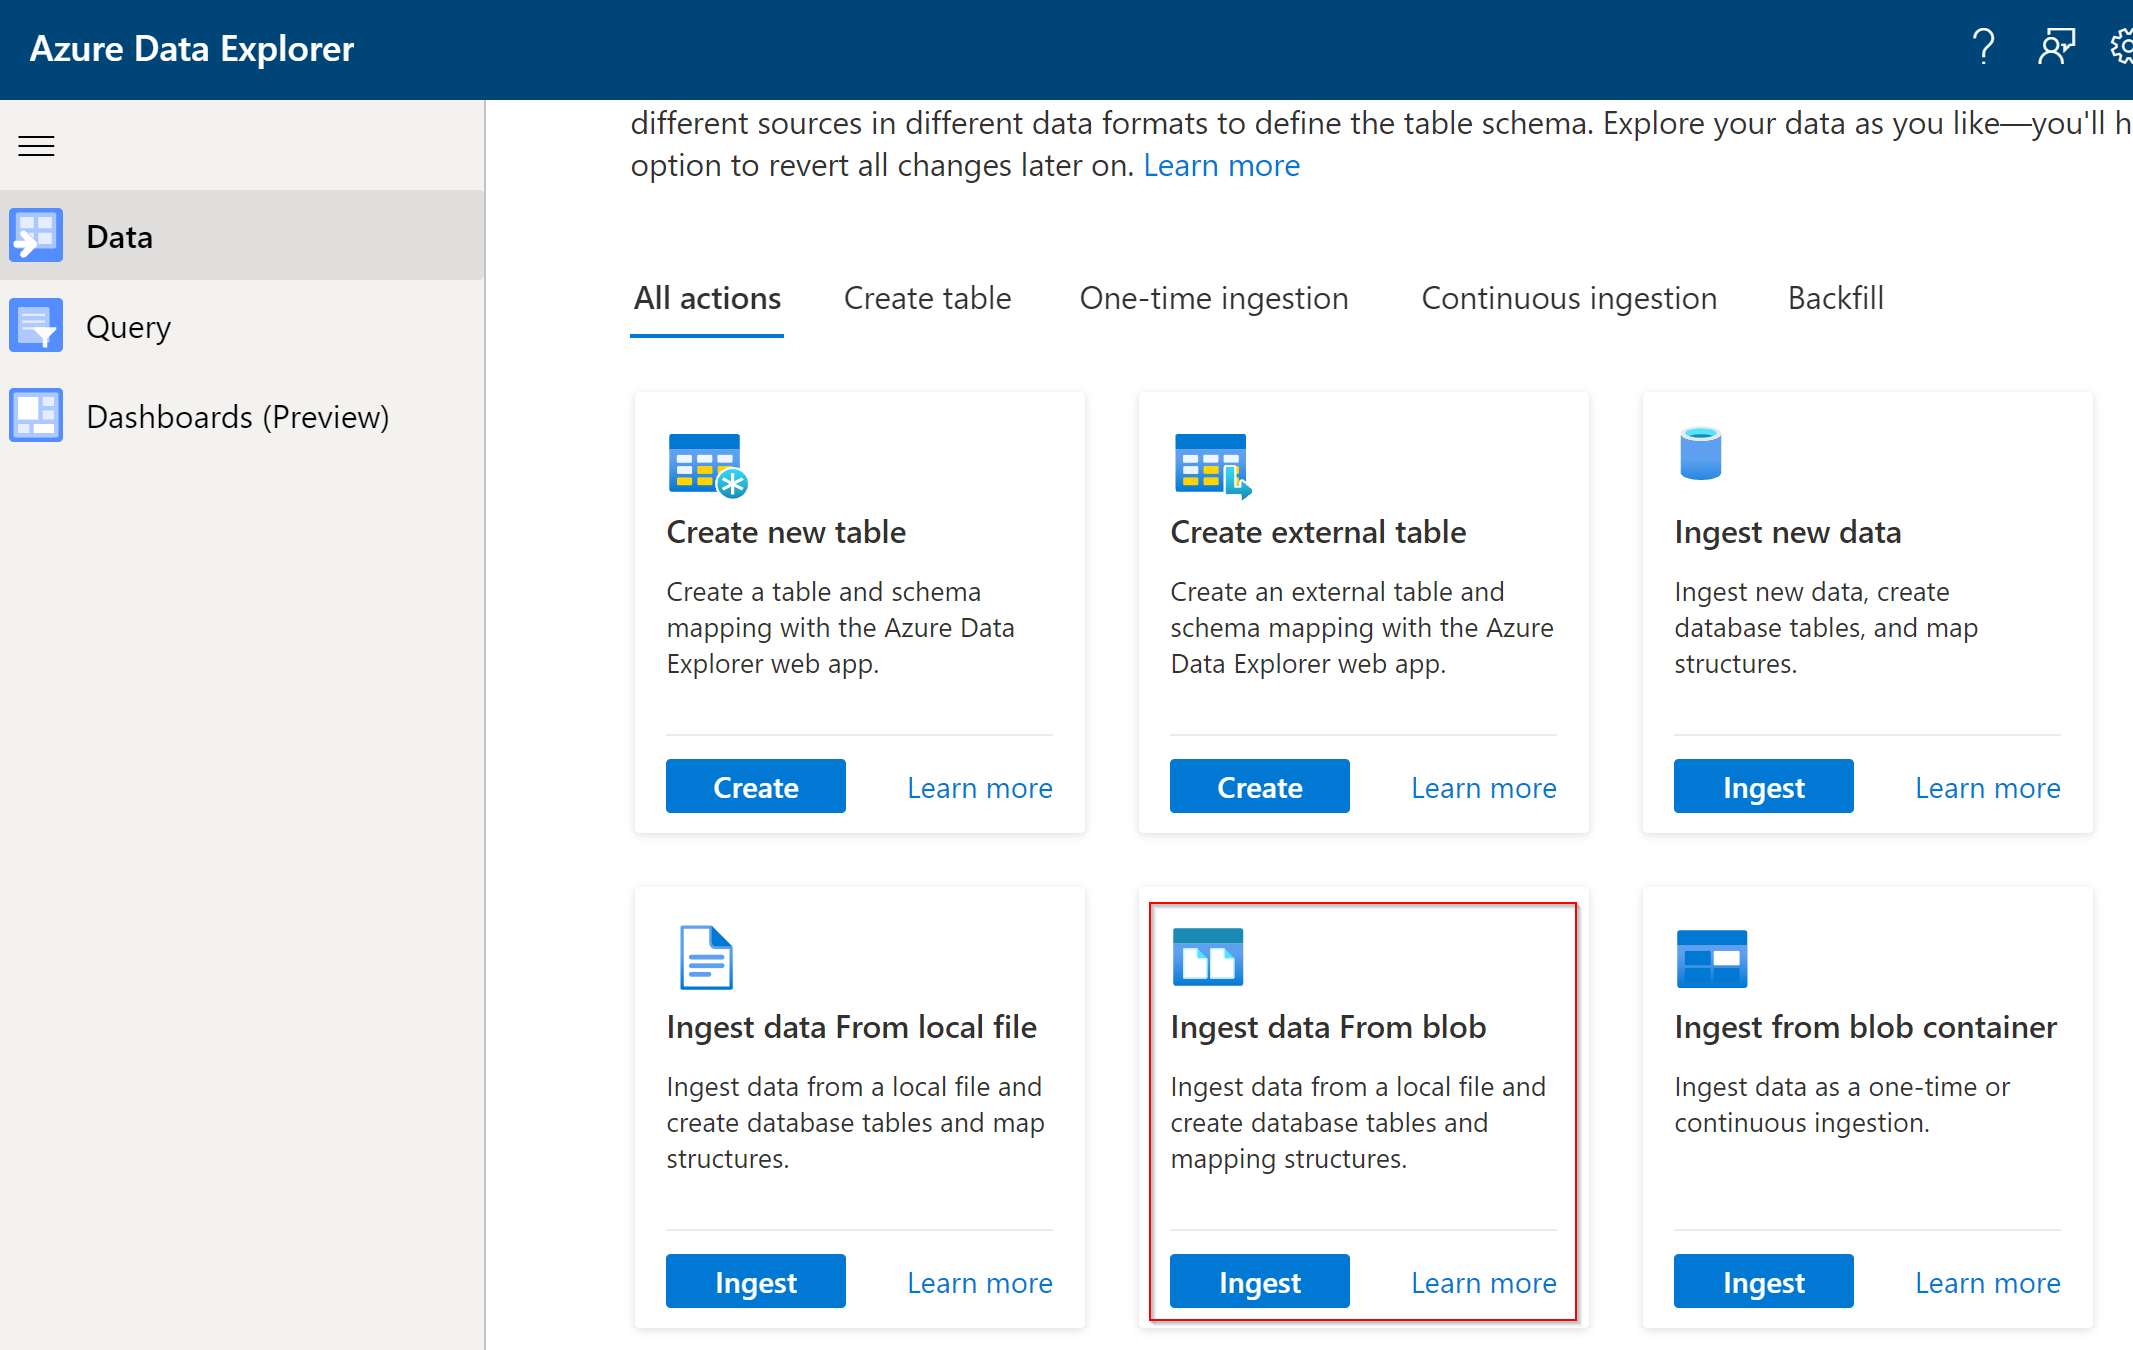 Azure Data Explorer
different sources in different data formats to define the table schema. Explore your data as you like—you'll h
option to revert all changes later on. Learn more
Data
Query
Dashboards (Preview)
All actions
Create table
One-time ingestion
Continuous ingestion
Backfill
Create new table
Create a table and schema
mapping with the Azure Data
Explorer web app.
Create
Learn more
Create external table
Create an external table and
schema mapping with the Azure
Data Explorer web app.
Create
Learn more
Ingest new data
Ingest new data, create
database tables, and map
structures.
Ingest
Learn more
Ingest data From local file
Ingest data from a local file and
create database tables and map
structures.
Ingest
Learn more
Ingest data From blob
Ingest data from a local file and
create database tables and
mapping structures.
Ingest
Learn more
Ingest from blob container
Ingest data as a one-time or
continuous ingestion.
Ingest
Learn more